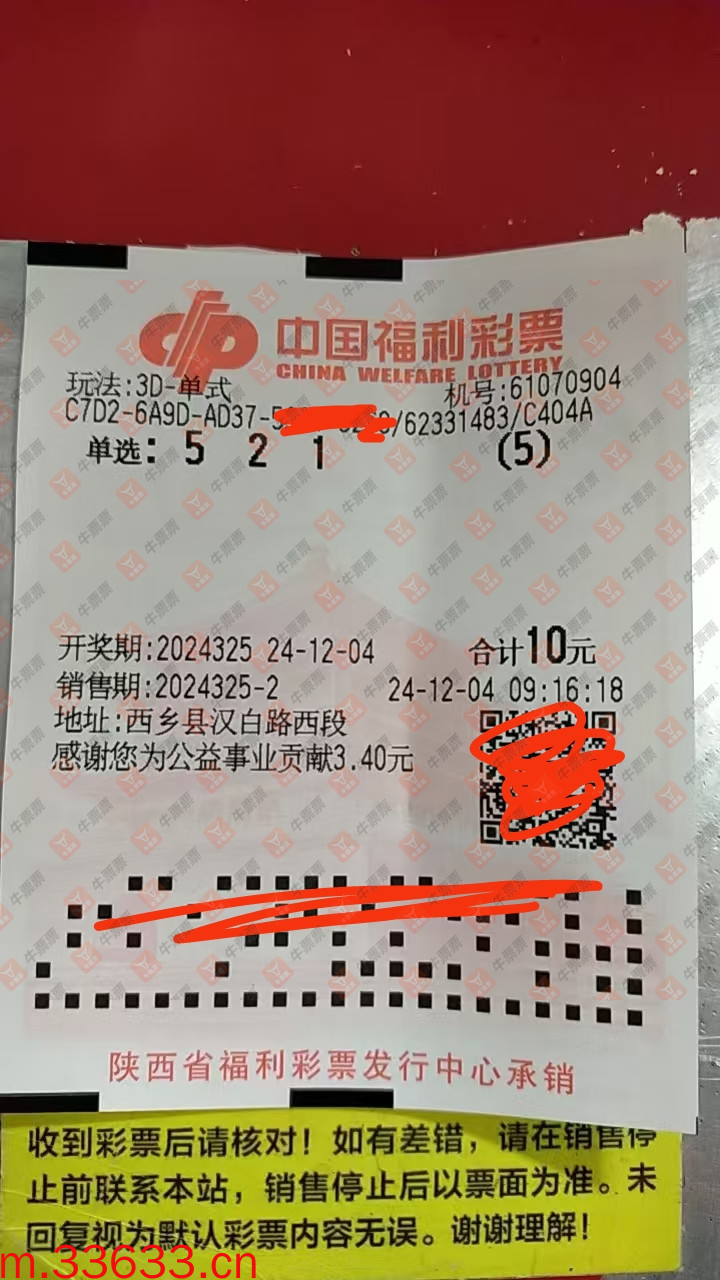 中国福利彩票
CHINA WELFARE LOTTERY
玩法:3D-单式 机号:61070904
C7D2-6A9D-AD37- /62331483/C404A
单选: 5 2 1 (5)
开奖期:2024325 24-12-04 合计10元
销售期:2024325-2 24-12-04 09:16:18
地址:西乡县汉白路西段
感谢您为公益事业贡献3.40元
陕西省福利彩票发行中心承销
收到彩票后请核对！如有差错，请在销售停
止前联系本站，销售停止后以票面为准。未
回复视为默认彩票内容无误。谢谢理解！
m.33633.cn
牛票票